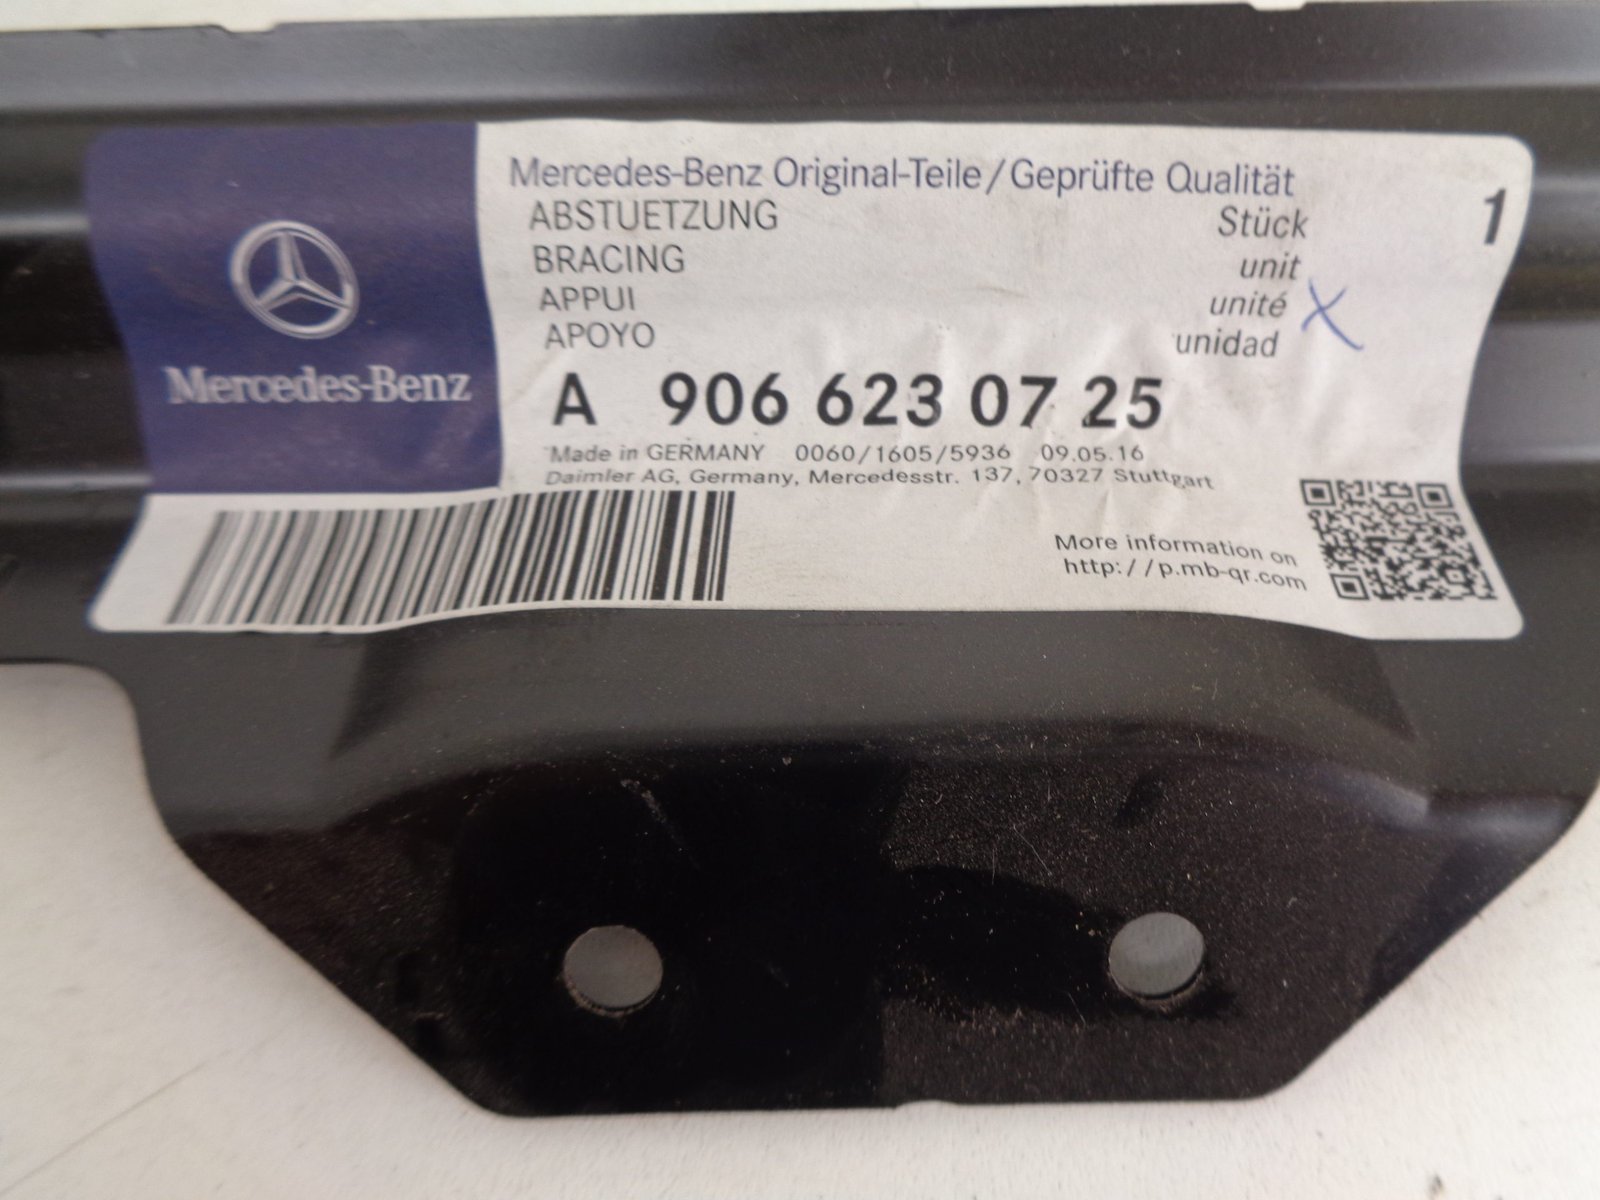 Mercedes-Benz
Mercedes-Benz Original-Teile/Geprüfte Qualität
ABSTUETZUNG Stück 1
BRACING unit
APPUI unité X
APOYO unidad
A 906 623 07 25
Made in GERMANY 0060/1605/5936 09.05.16
Daimler AG, Germany, Mercedesstr. 137, 70327 Stuttgart
More information on
http://p.mb-qr.com